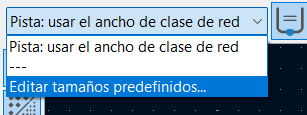 Pista: usar el ancho de clase de red
Pista: usar el ancho de clase de red
---
Editar tamaños predefinidos...